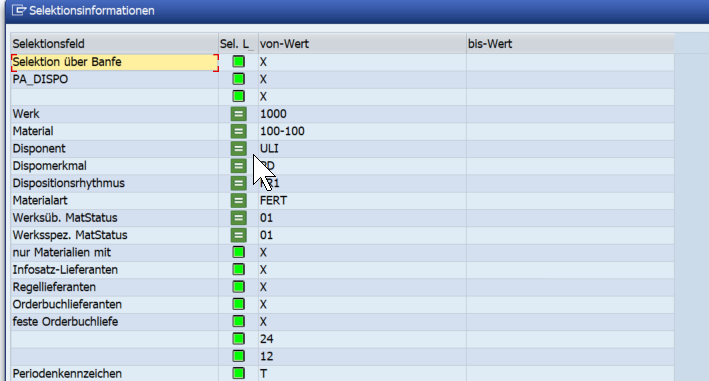 Selektionsinformationen
Selektionsfeld Sel. L_ von-Wert bis-Wert
Selektion über Banfe X
PA_DISPO X
X
Werk = 1000
Material = 100-100
Disponent = ULI
Dispomerkmal = D
Dispositionsrhythmus = 1
Materialart = FERT
Werksüb. MatStatus = 01
Werksspez. MatStatus = 01
nur Materialien mit X
Infosatz-Lieferanten X
Regellieferanten X
Orderbuchlieferanten X
feste Orderbuchliefe X
24
12
Periodenkennzeichen T